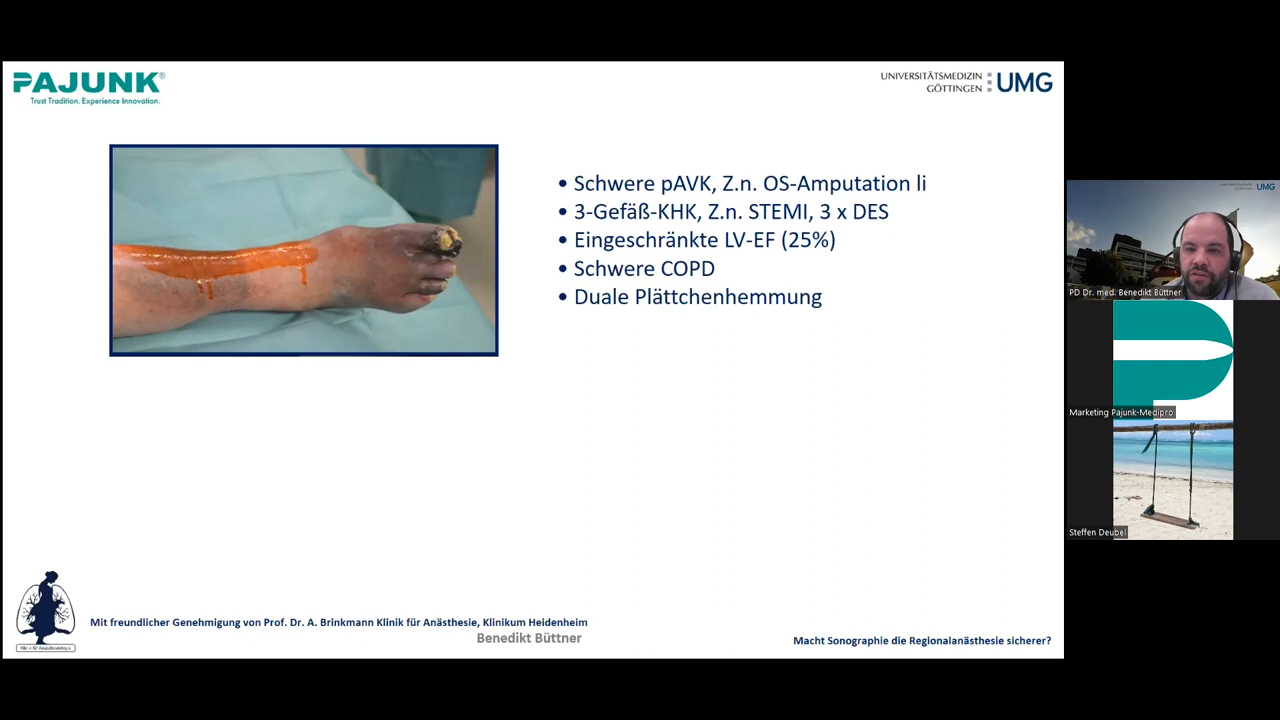 PAJUNK®
Trust Tradition. Experience Innovation.
UNIVERSITÄTSMEDIZIN
GÖTTINGEN
UMG
• Schwere pAVK, Z.n. OS-Amputation li
• 3-Gefäß-KHK, Z.n. STEMI, 3 x DES
• Eingeschränkte LV-EF (25%)
• Schwere COPD
• Duale Plättchenhemmung
Mit freundlicher Genehmigung von Prof. Dr. A. Brinkmann Klinik für Anästhesie, Klinikum Heidenheim
Benedikt Büttner
Macht Sonographie die Regionalanästhesie sicherer?
UMG
PD Dr. med. Benedikt Büttner
Marketing Pajunk-Medipro
Steffen Deubel